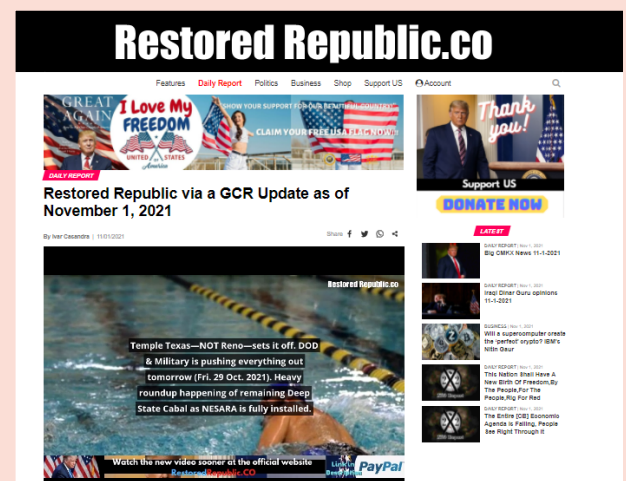 Restored Republic.co
Features Daily Report Politics Business Shop Support US Account
GREAT
AGAIN
I Love My
FREEDOM
UNITED STATES
of America
SHOW YOUR SUPPORT FOR OUR BEAUTIFUL COUNTRY!
CLAIM YOUR FREE USA FLAG NOW!
Thank
you!
Support US
DONATE NOW
DAILY REPORT
Restored Republic via a GCR Update as of
November 1, 2021
By Iver Casandra | 11/01/2021
Share
Restored Republic.co
Temple Texas—NOT Reno—sets it off. DOD
& Military is pushing everything out
tomorrow (Fri. 29 Oct. 2021). Heavy
roundup happening of remaining Deep
State Cabal as NESARA is fully installed.
Watch the new video sooner at the official website
RestoredRepublic.CO
Link in
Description
PayPal
LATEST
DAILY REPORT | Nov 1, 2021
Big CMKX News 11-1-2021
DAILY REPORT | Nov 1, 2021
Iraqi Dinar Guru opinions
11-1-2021
BUSINESS | Nov 1, 2021
Will a supercomputer create
the 'perfect' crypto? IBM's
Nitin Gaur
DAILY REPORT | Nov 1, 2021
This Nation Shall Have A
New Birth Of Freedom,By
The People,For The
People,Rig For Red
DAILY REPORT | Nov 1, 2021
The Entire [CB] Economic
Agenda Is Failing, People
See Right Through It